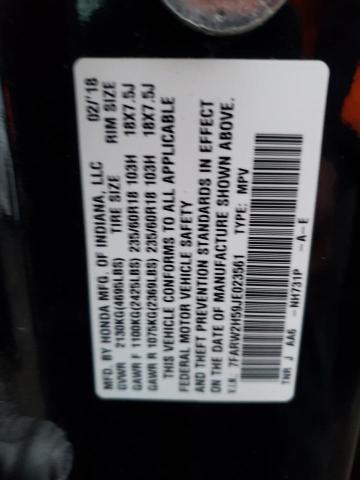 MFD. BY HONDA MFG. OF INDIANA, LLC 02/'18
GVWR 2130KG(4695LBS) TIRE SIZE RIM SIZE
GAWR F 1100KG(2425LBS) 235/60R18 103H 18X7.5J
GAWR R 1075KG(2369LBS) 235/60R18 103H 18X7.5J
THIS VEHICLE CONFORMS TO ALL APPLICABLE
FEDERAL MOTOR VEHICLE SAFETY
AND THEFT PREVENTION STANDARDS IN EFFECT
ON THE DATE OF MANUFACTURE SHOWN ABOVE.
V.I.N.: 7FARW2H59JE023561 TYPE: MPV
TNR J AA6 -NH731P -A-E